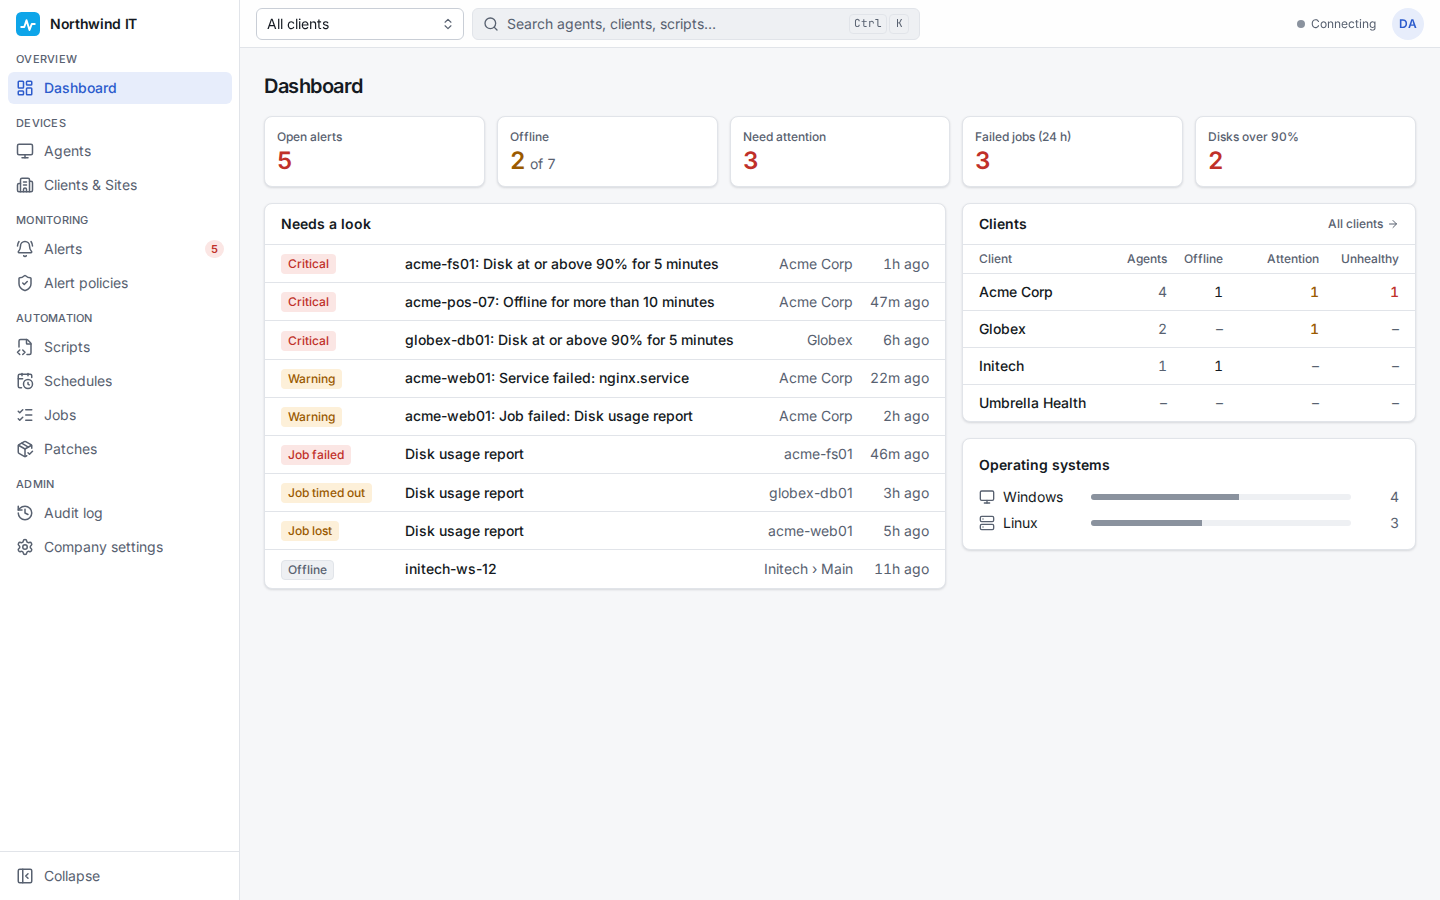 Northwind IT
OVERVIEW
Dashboard
DEVICES
Agents
Clients & Sites
MONITORING
Alerts 5
Alert policies
AUTOMATION
Scripts
Schedules
Jobs
Patches
ADMIN
Audit log
Company settings
Collapse
All clients
Search agents, clients, scripts... Ctrl K
Connecting
DA
Dashboard
Open alerts
5
Offline
2 of 7
Need attention
3
Failed jobs (24 h)
3
Disks over 90%
2
Needs a look
Critical acme-fs01: Disk at or above 90% for 5 minutes Acme Corp 1h ago
Critical acme-pos-07: Offline for more than 10 minutes Acme Corp 47m ago
Critical globex-db01: Disk at or above 90% for 5 minutes Globex 6h ago
Warning acme-web01: Service failed: nginx.service Acme Corp 22m ago
Warning acme-web01: Job failed: Disk usage report Acme Corp 2h ago
Job failed Disk usage report acme-fs01 46m ago
Job timed out Disk usage report globex-db01 3h ago
Job lost Disk usage report acme-web01 5h ago
Offline initech-ws-12 Initech › Main 11h ago
Clients All clients →
Client Agents Offline Attention Unhealthy
Acme Corp 4 1 1 1
Globex 2 – 1 –
Initech 1 1 – –
Umbrella Health – – – –
Operating systems
Windows 4
Linux 3